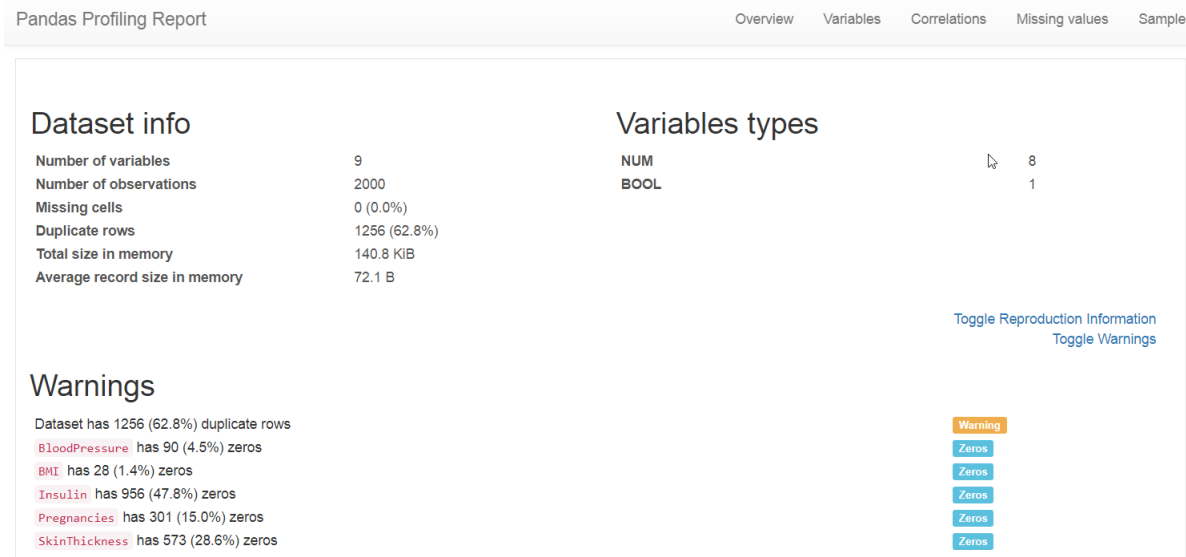 Pandas Profiling Report Overview Variables Correlations Missing values Sample
Dataset info
Number of variables 9
Number of observations 2000
Missing cells 0 (0.0%)
Duplicate rows 1256 (62.8%)
Total size in memory 140.8 KiB
Average record size in memory 72.1 B
Variables types
NUM 8
BOOL 1
Toggle Reproduction Information
Toggle Warnings
Warnings
Dataset has 1256 (62.8%) duplicate rows Warning
BloodPressure has 90 (4.5%) zeros Zeros
BMI has 28 (1.4%) zeros Zeros
Insulin has 956 (47.8%) zeros Zeros
Pregnancies has 301 (15.0%) zeros Zeros
SkinThickness has 573 (28.6%) zeros Zeros